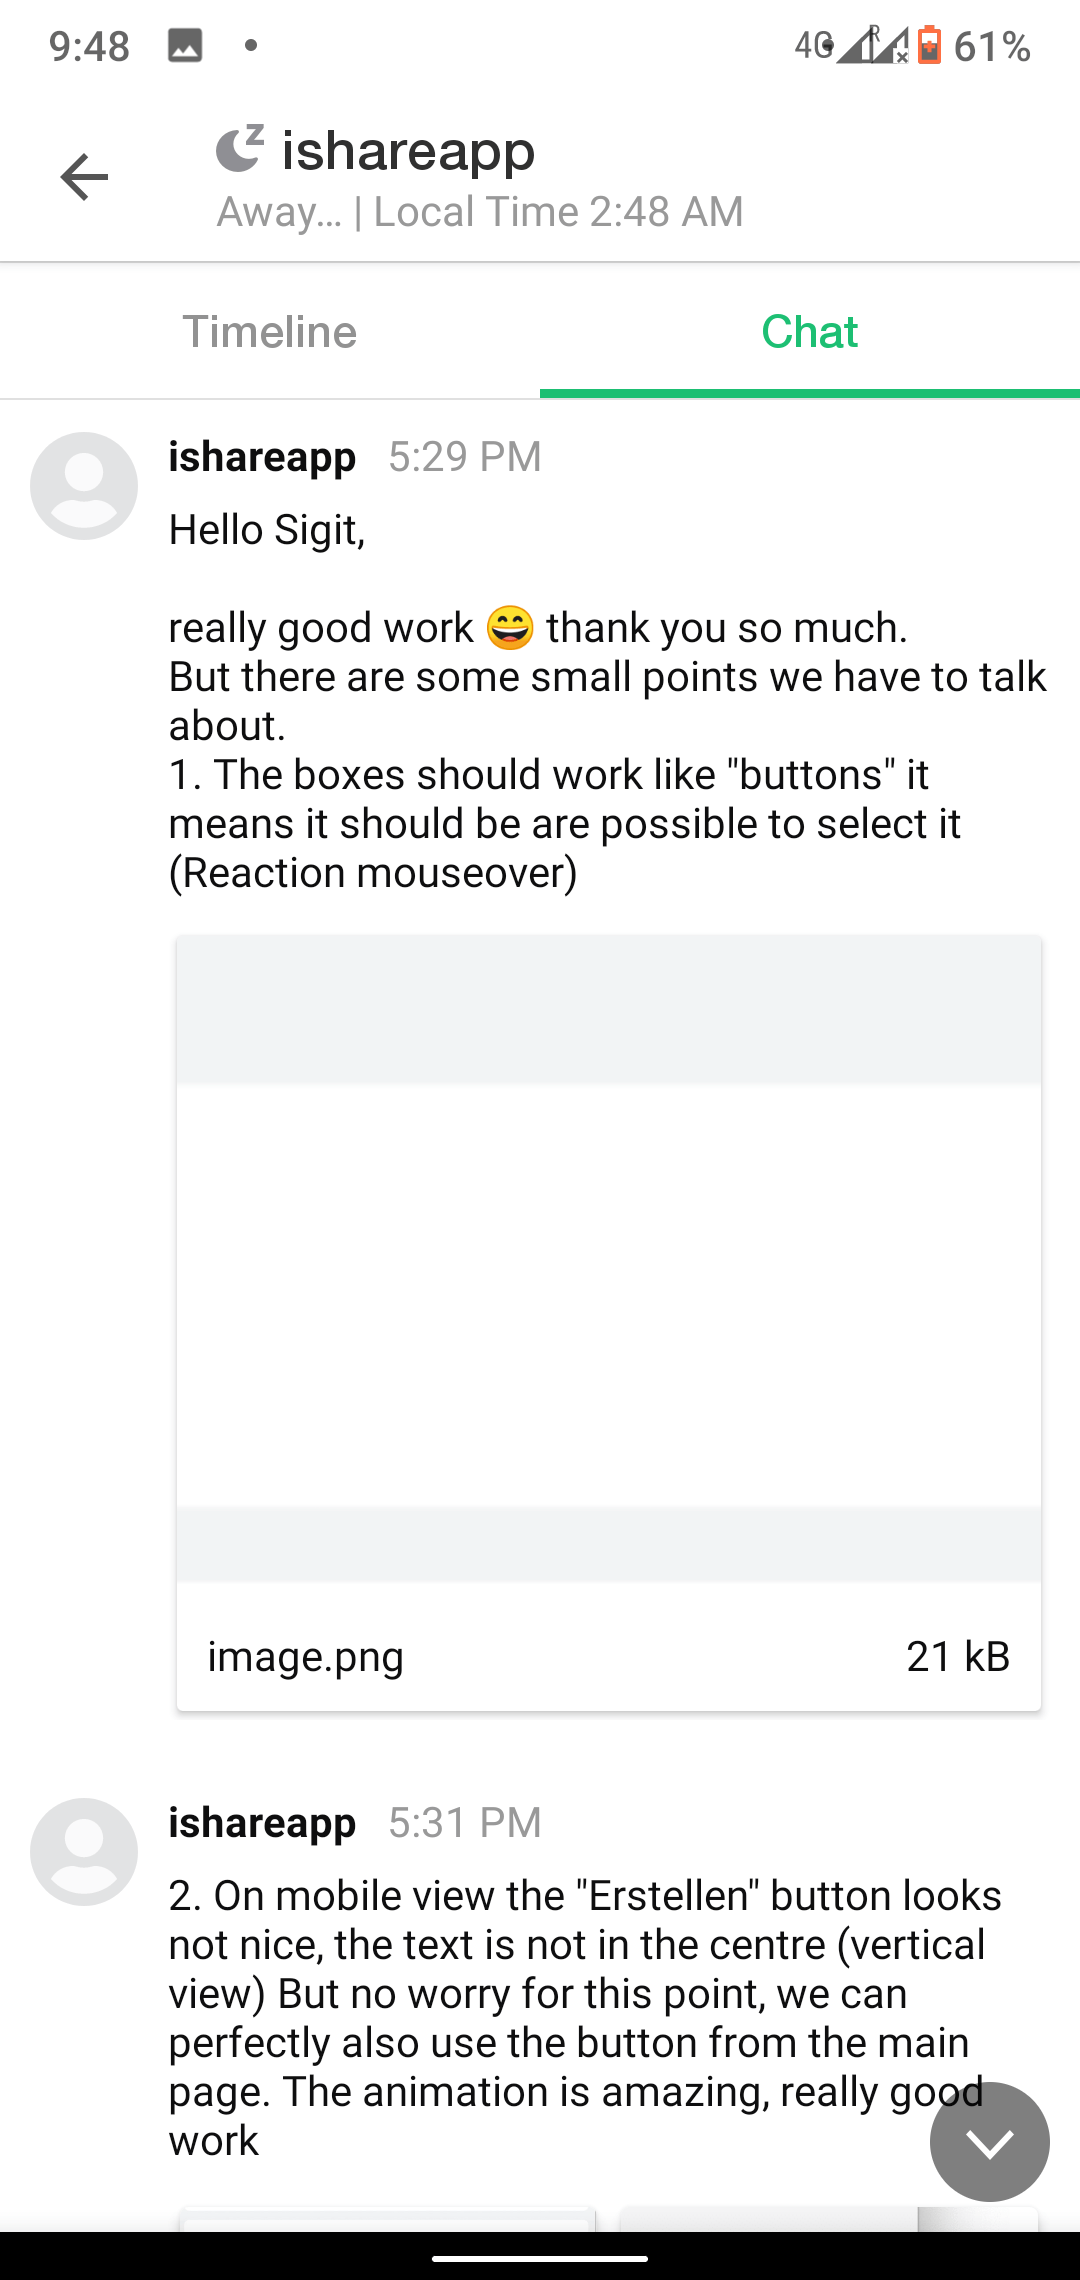 9:48 4G R 61%
ishareapp
Away... | Local Time 2:48 AM
Timeline Chat
ishareapp 5:29 PM
Hello Sigit,
really good work 😄 thank you so much.
But there are some small points we have to talk
about.
1. The boxes should work like "buttons" it
means it should be are possible to select it
(Reaction mouseover)
image.png 21 kB
ishareapp 5:31 PM
2. On mobile view the "Erstellen" button looks
not nice, the text is not in the centre (vertical
view) But no worry for this point, we can
perfectly also use the button from the main
page. The animation is amazing, really good
work